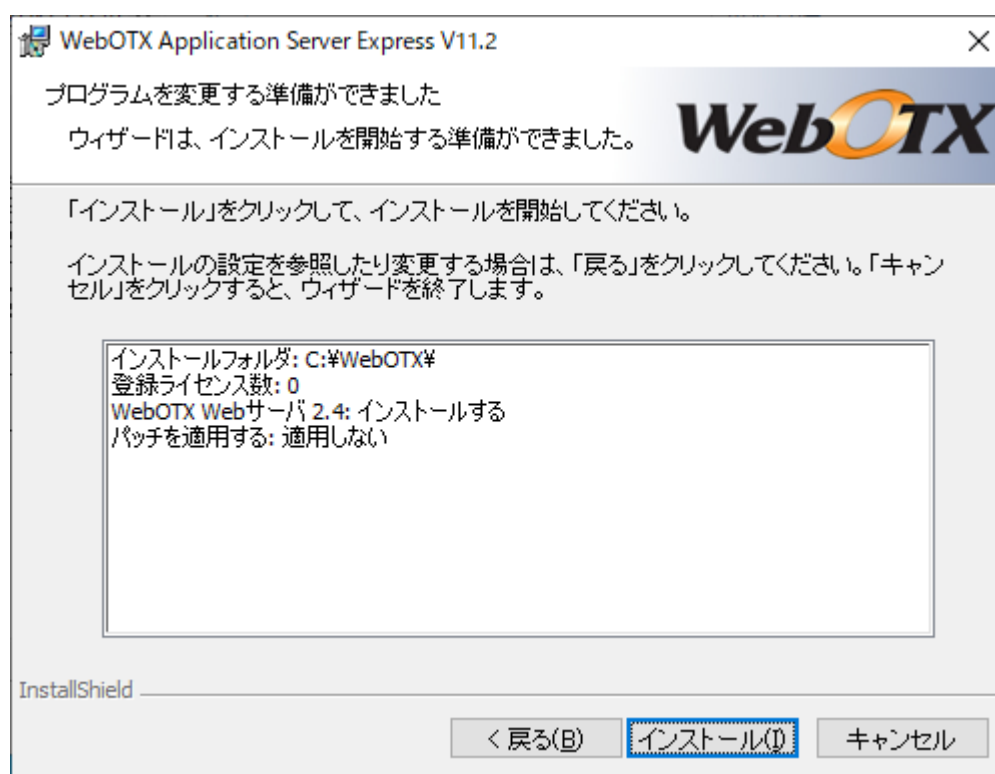 WebOTX Application Server Express V11.2
プログラムを変更する準備ができました
ウィザードは、インストールを開始する準備ができました。
WebOTX
「インストール」をクリックして、インストールを開始してください。
インストールの設定を参照したり変更する場合は、「戻る」をクリックしてください。「キャン
セル」をクリックすると、ウィザードを終了します。
インストールフォルダ: C:¥WebOTX¥
登録ライセンス数: 0
WebOTX Webサーバ 2.4: インストールする
パッチを適用する: 適用しない
InstallShield
< 戻る(B) インストール(I) キャンセル